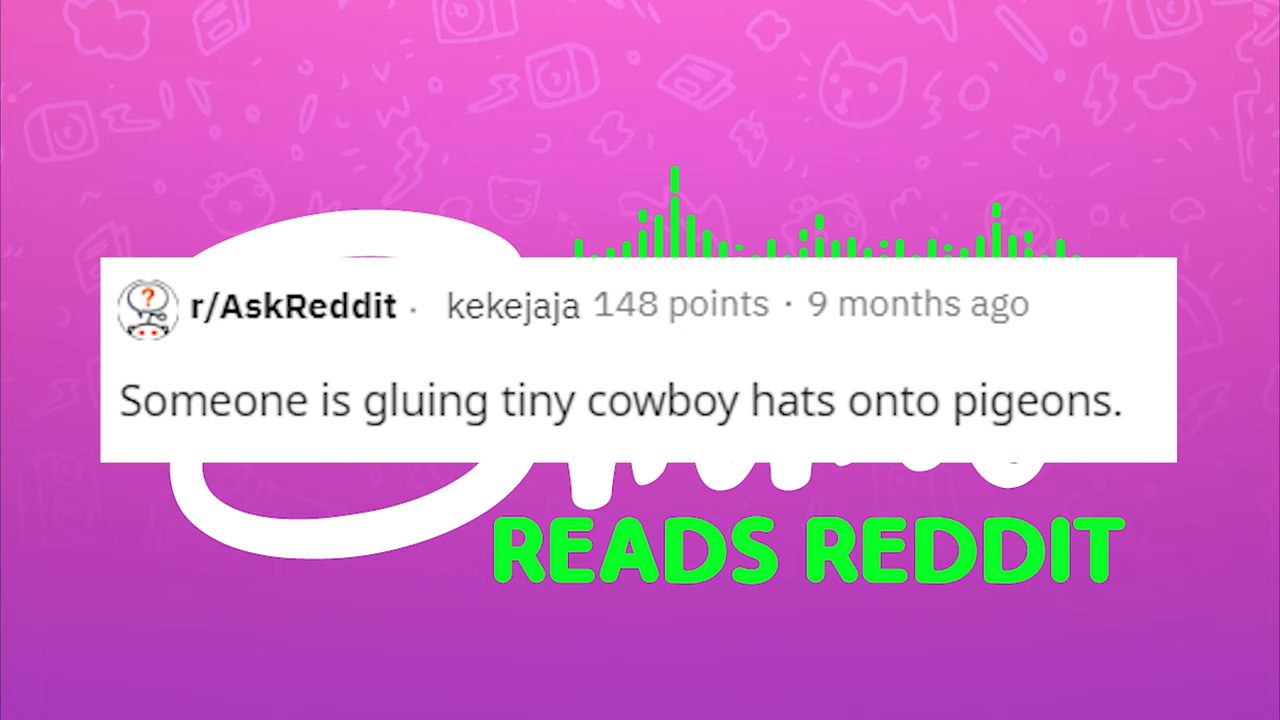 r/AskReddit · kekejaja 148 points · 9 months ago
Someone is gluing tiny cowboy hats onto pigeons.
READS REDDIT